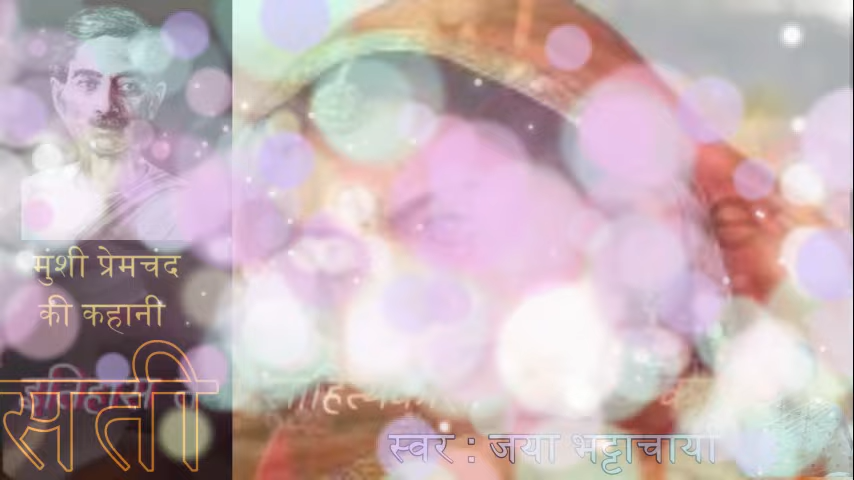 मुंशी प्रेमचंद
की कहानी
सती
स्वर : जया भट्टाचार्या